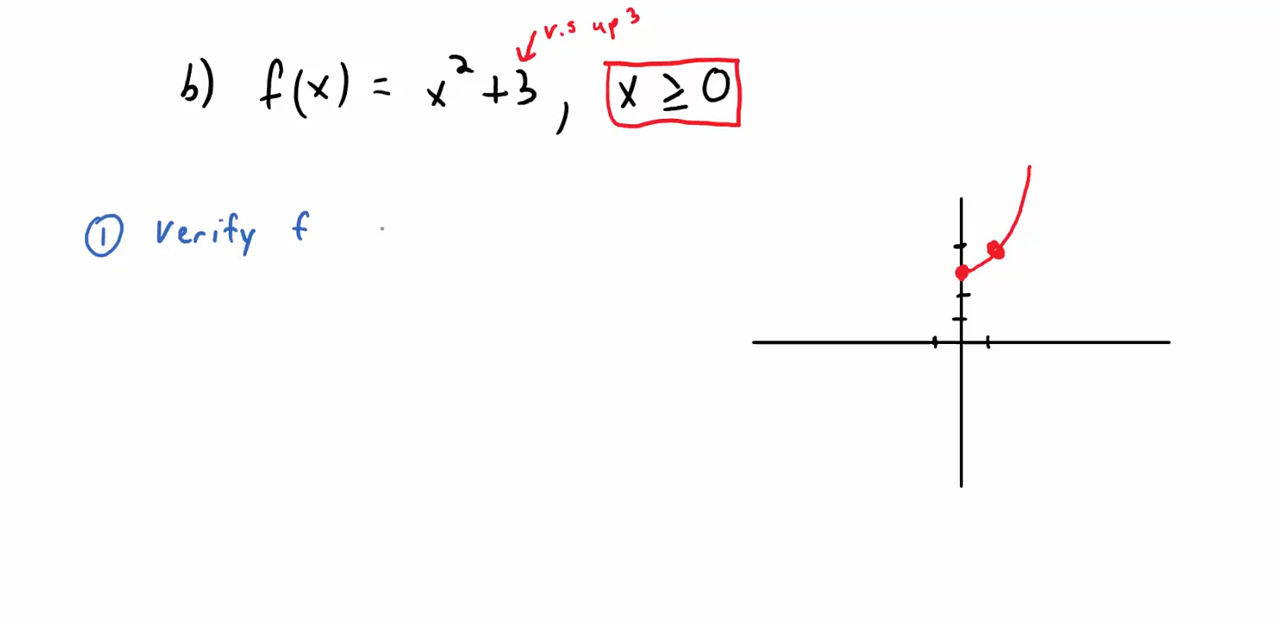 v.s up 3
b) f(x) = x² + 3 , x ≥ 0
① Verify f